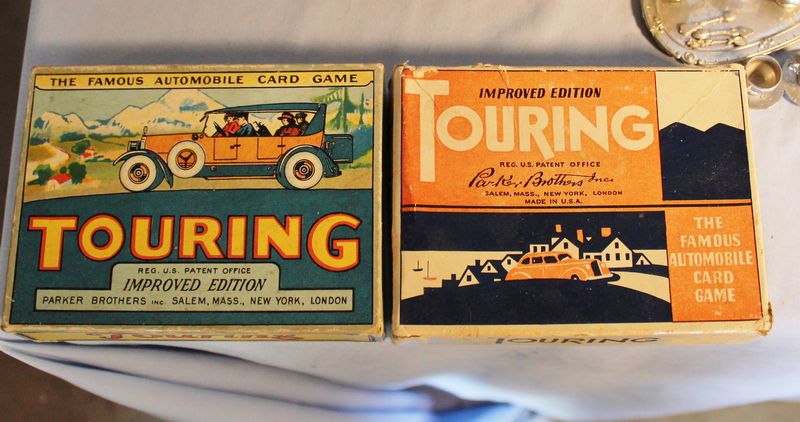 THE FAMOUS AUTOMOBILE CARD GAME
TOURING
REG. U.S. PATENT OFFICE
IMPROVED EDITION
PARKER BROTHERS INC. SALEM, MASS., NEW YORK, LONDON
Touring
IMPROVED EDITION
TOURING
REG. U.S. PATENT OFFICE
Parker Brothers Inc.
SALEM, MASS., NEW YORK, LONDON
MADE IN U.S.A.
THE
FAMOUS
AUTOMOBILE
CARD
GAME
TOURING